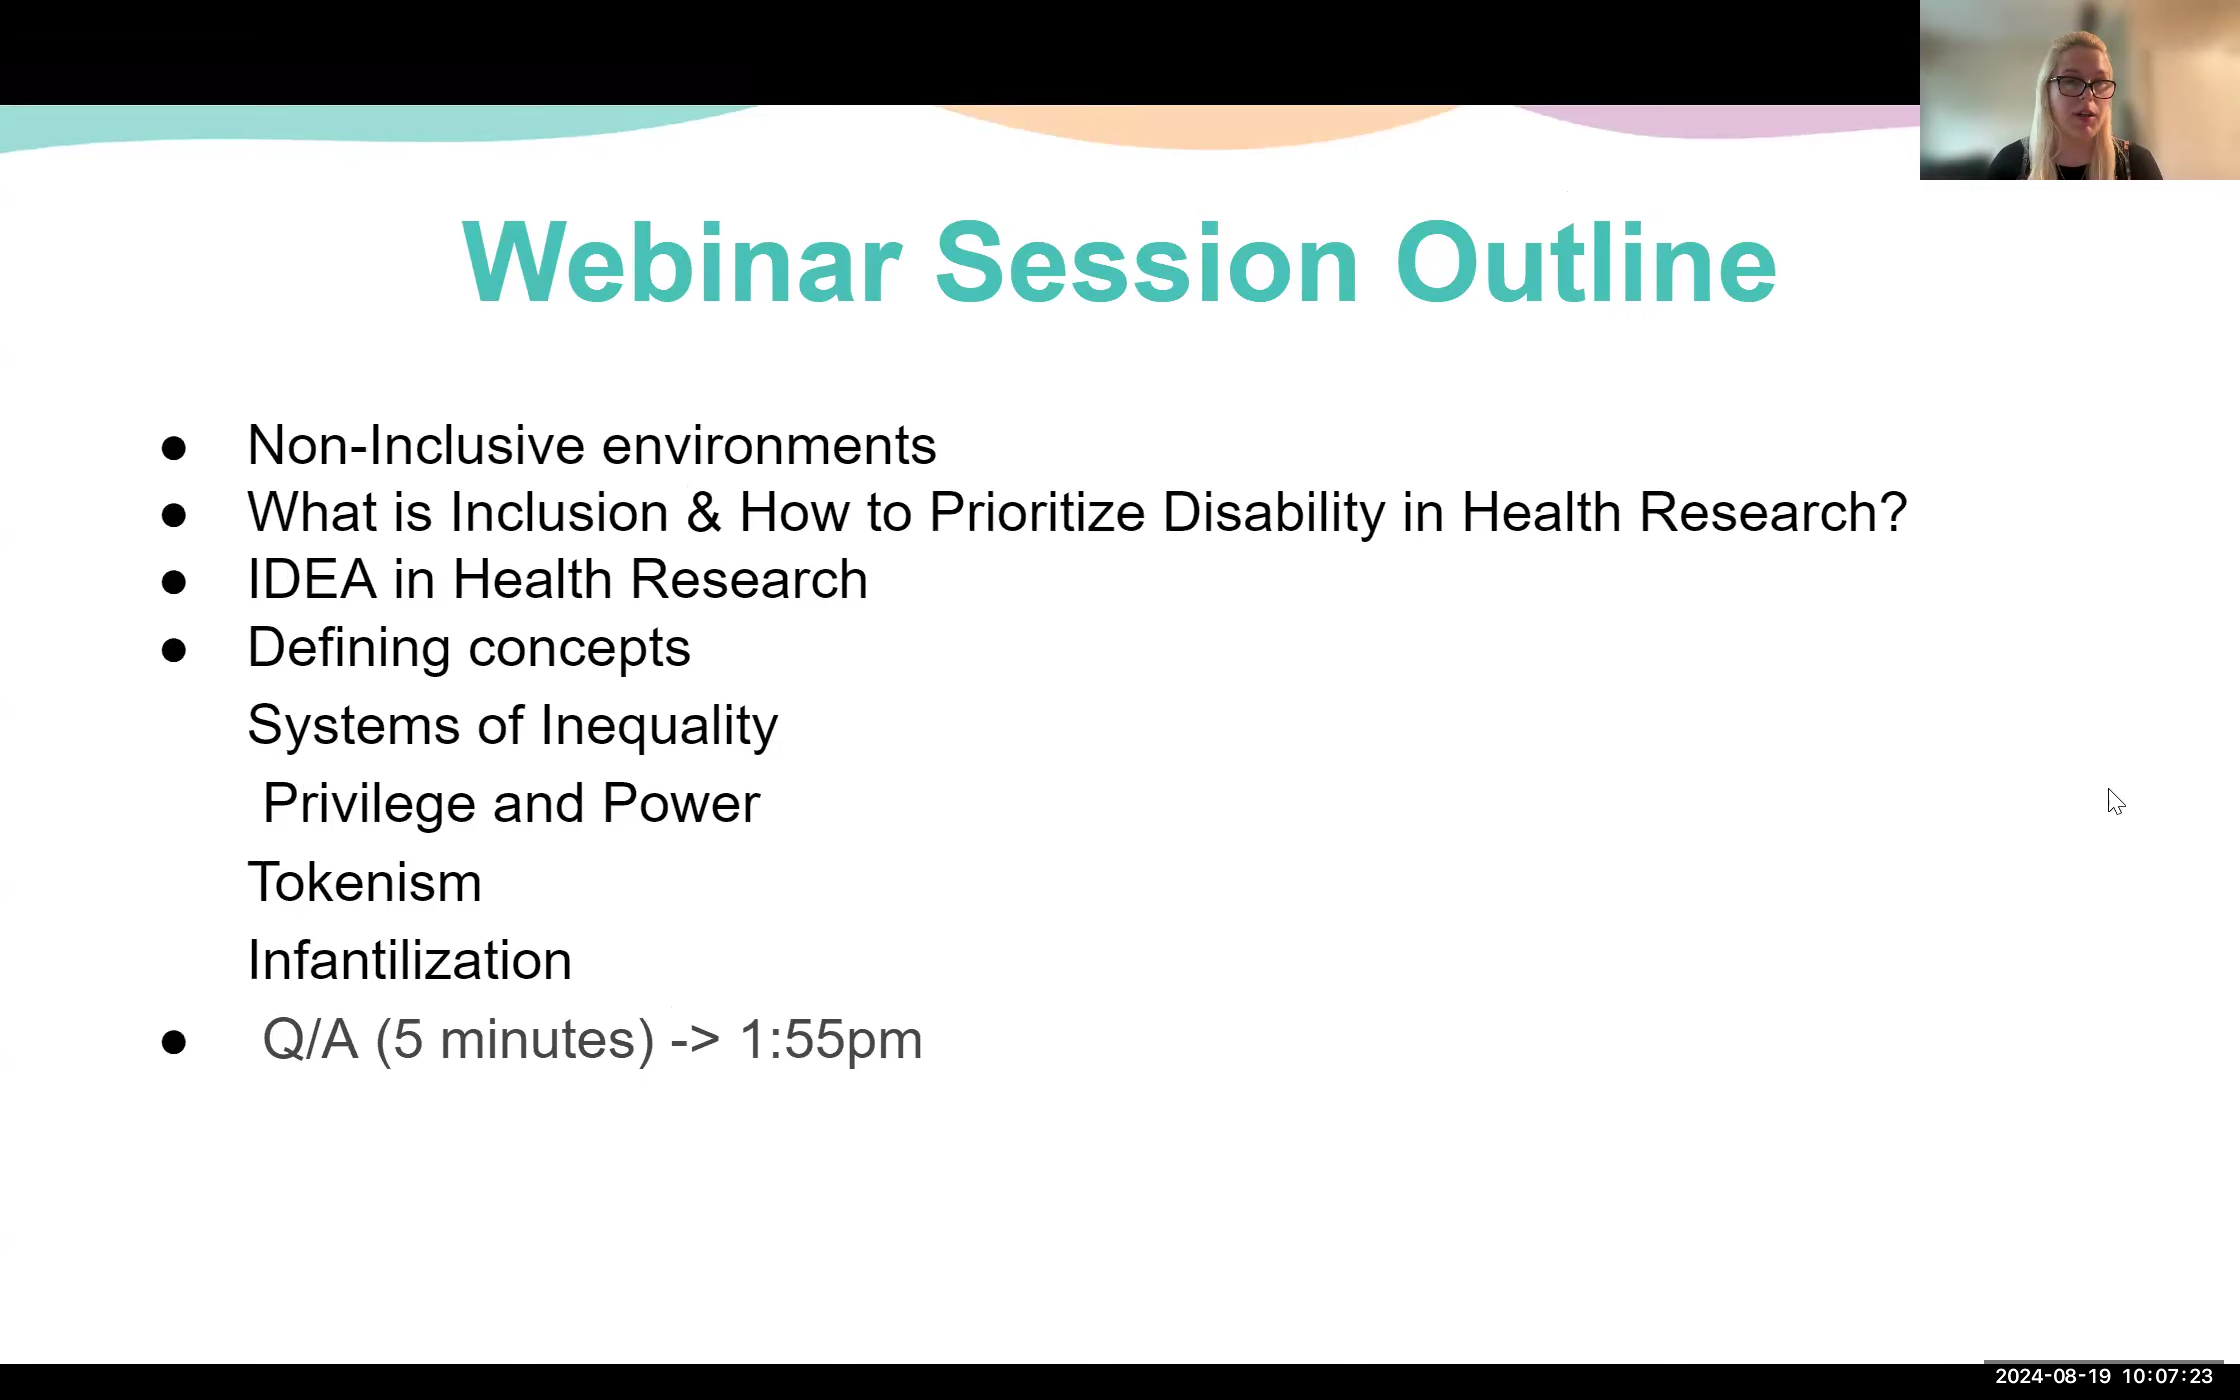 Webinar Session Outline
● Non-Inclusive environments
● What is Inclusion & How to Prioritize Disability in Health Research?
● IDEA in Health Research
● Defining concepts
Systems of Inequality
Privilege and Power
Tokenism
Infantilization
● Q/A (5 minutes) -> 1:55pm
2024-08-19 10:07:23